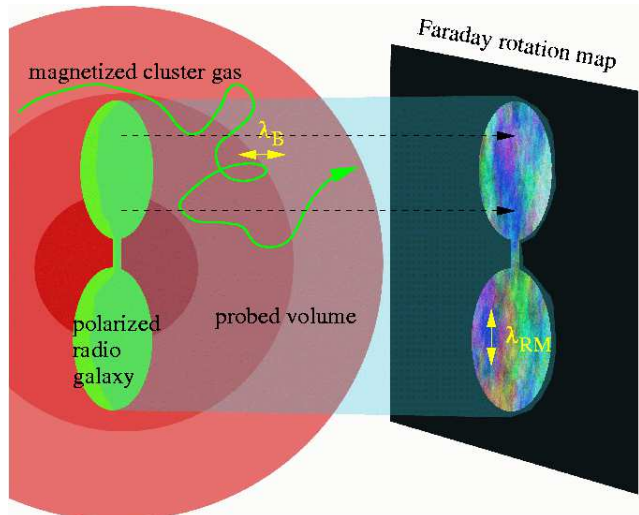 Faraday rotation map
magnetized cluster gas
λB
probed volume
polarized
radio
galaxy
λRM